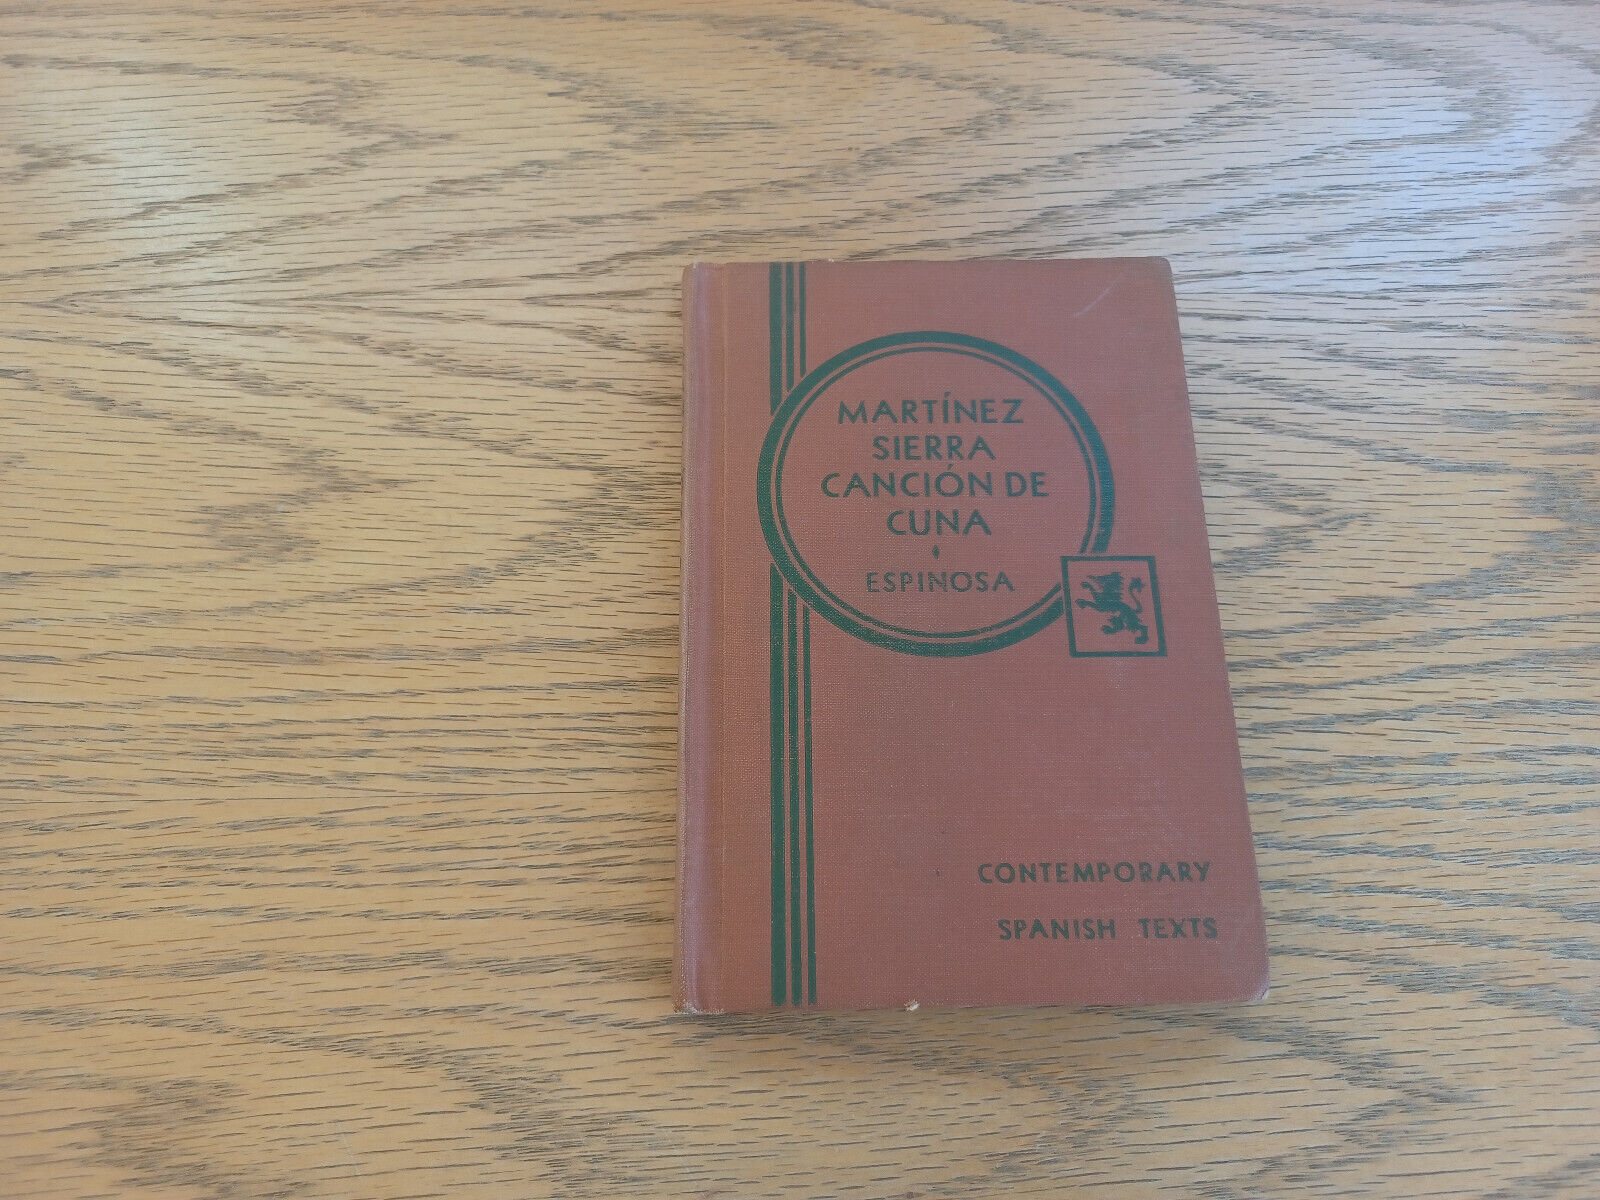 MARTÍNEZ
SIERRA
CANCIÓN DE
CUNA
ESPINOSA
CONTEMPORARY
SPANISH TEXTS